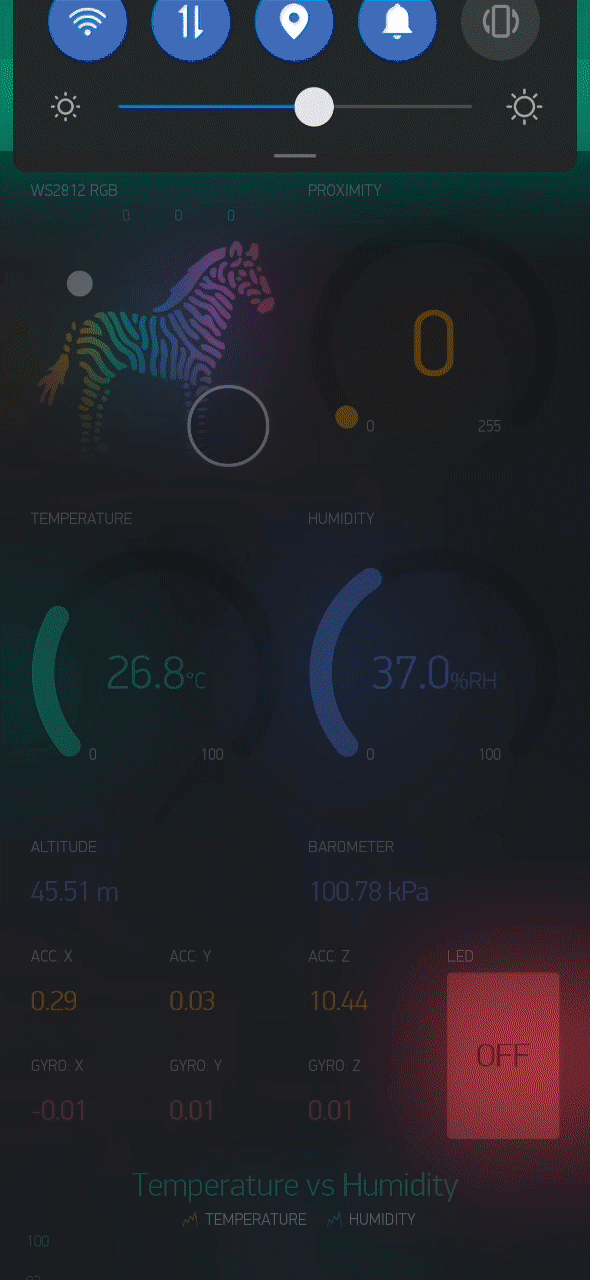 WS2812 RGB PROXIMITY
0 0 0
0
0 255
TEMPERATURE HUMIDITY
26.8°C 37.0%RH
0 100 0 100
ALTITUDE BAROMETER
45.51 m 100.78 kPa
ACC: X ACC: Y ACC: Z LED
0.29 0.03 10.44
OFF
GYRO: X GYRO: Y GYRO: Z
-0.01 0.01 0.01
Temperature vs Humidity
TEMPERATURE HUMIDITY
100